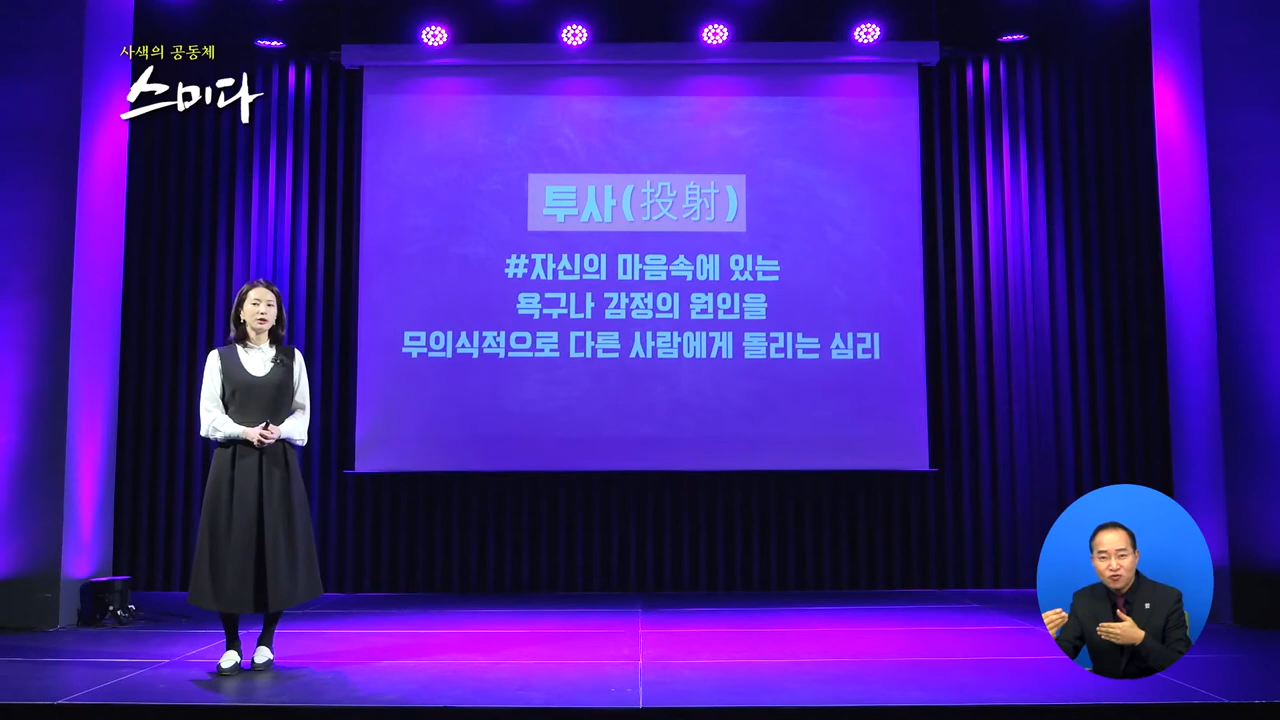 사색의 공동체
스미다
투사(投射)
#자신의 마음속에 있는
욕구나 감정의 원인을
무의식적으로 다른 사람에게 돌리는 심리